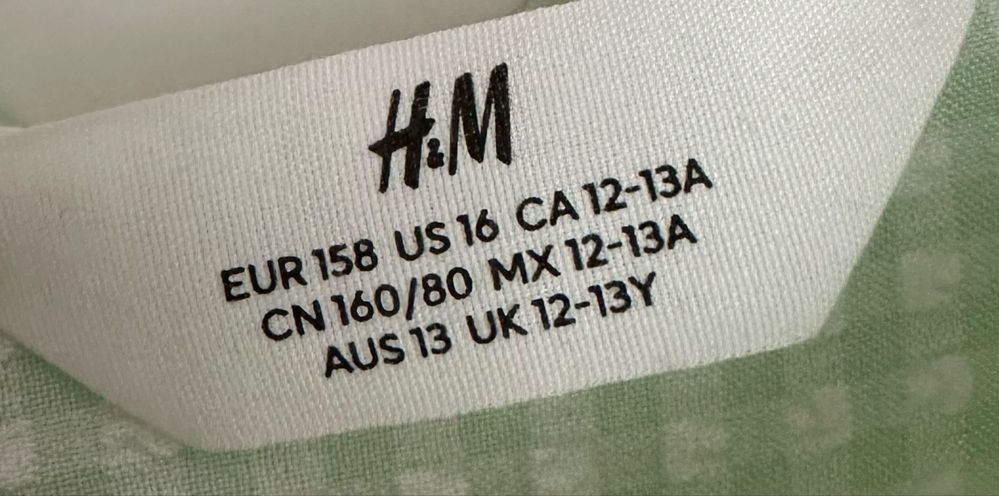 H&M
EUR 158 US 16 CA 12-13A
CN 160/80 MX 12-13A
AUS 13 UK 12-13Y